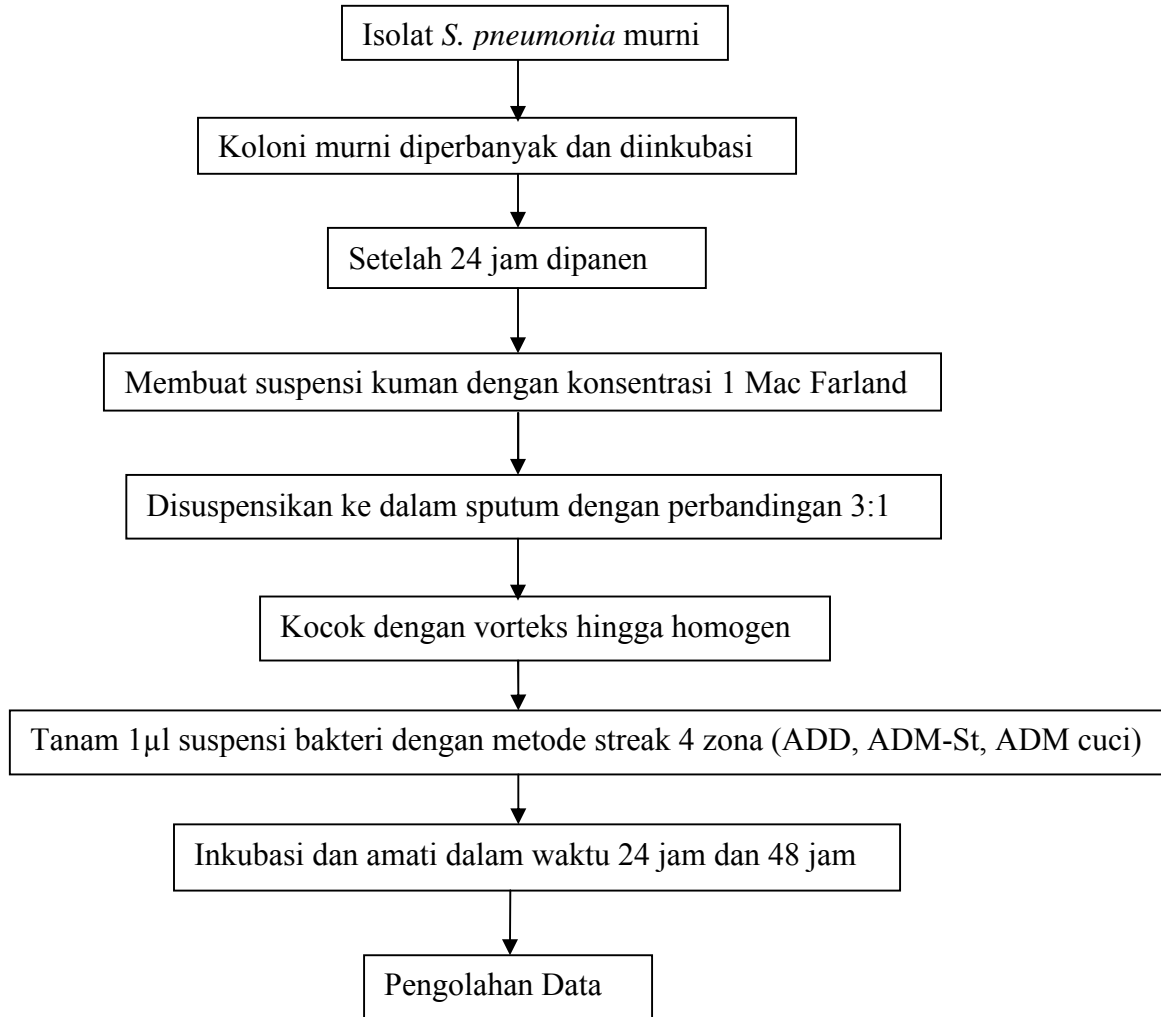 Isolat S. pneumonia murni
Koloni murni diperbanyak dan diinkubasi
Setelah 24 jam dipanen
Membuat suspensi kuman dengan konsentrasi 1 Mac Farland
Disuspensikan ke dalam sputum dengan perbandingan 3:1
Kocok dengan vorteks hingga homogen
Tanam 1µl suspensi bakteri dengan metode streak 4 zona (ADD, ADM-St, ADM cuci)
Inkubasi dan amati dalam waktu 24 jam dan 48 jam
Pengolahan Data